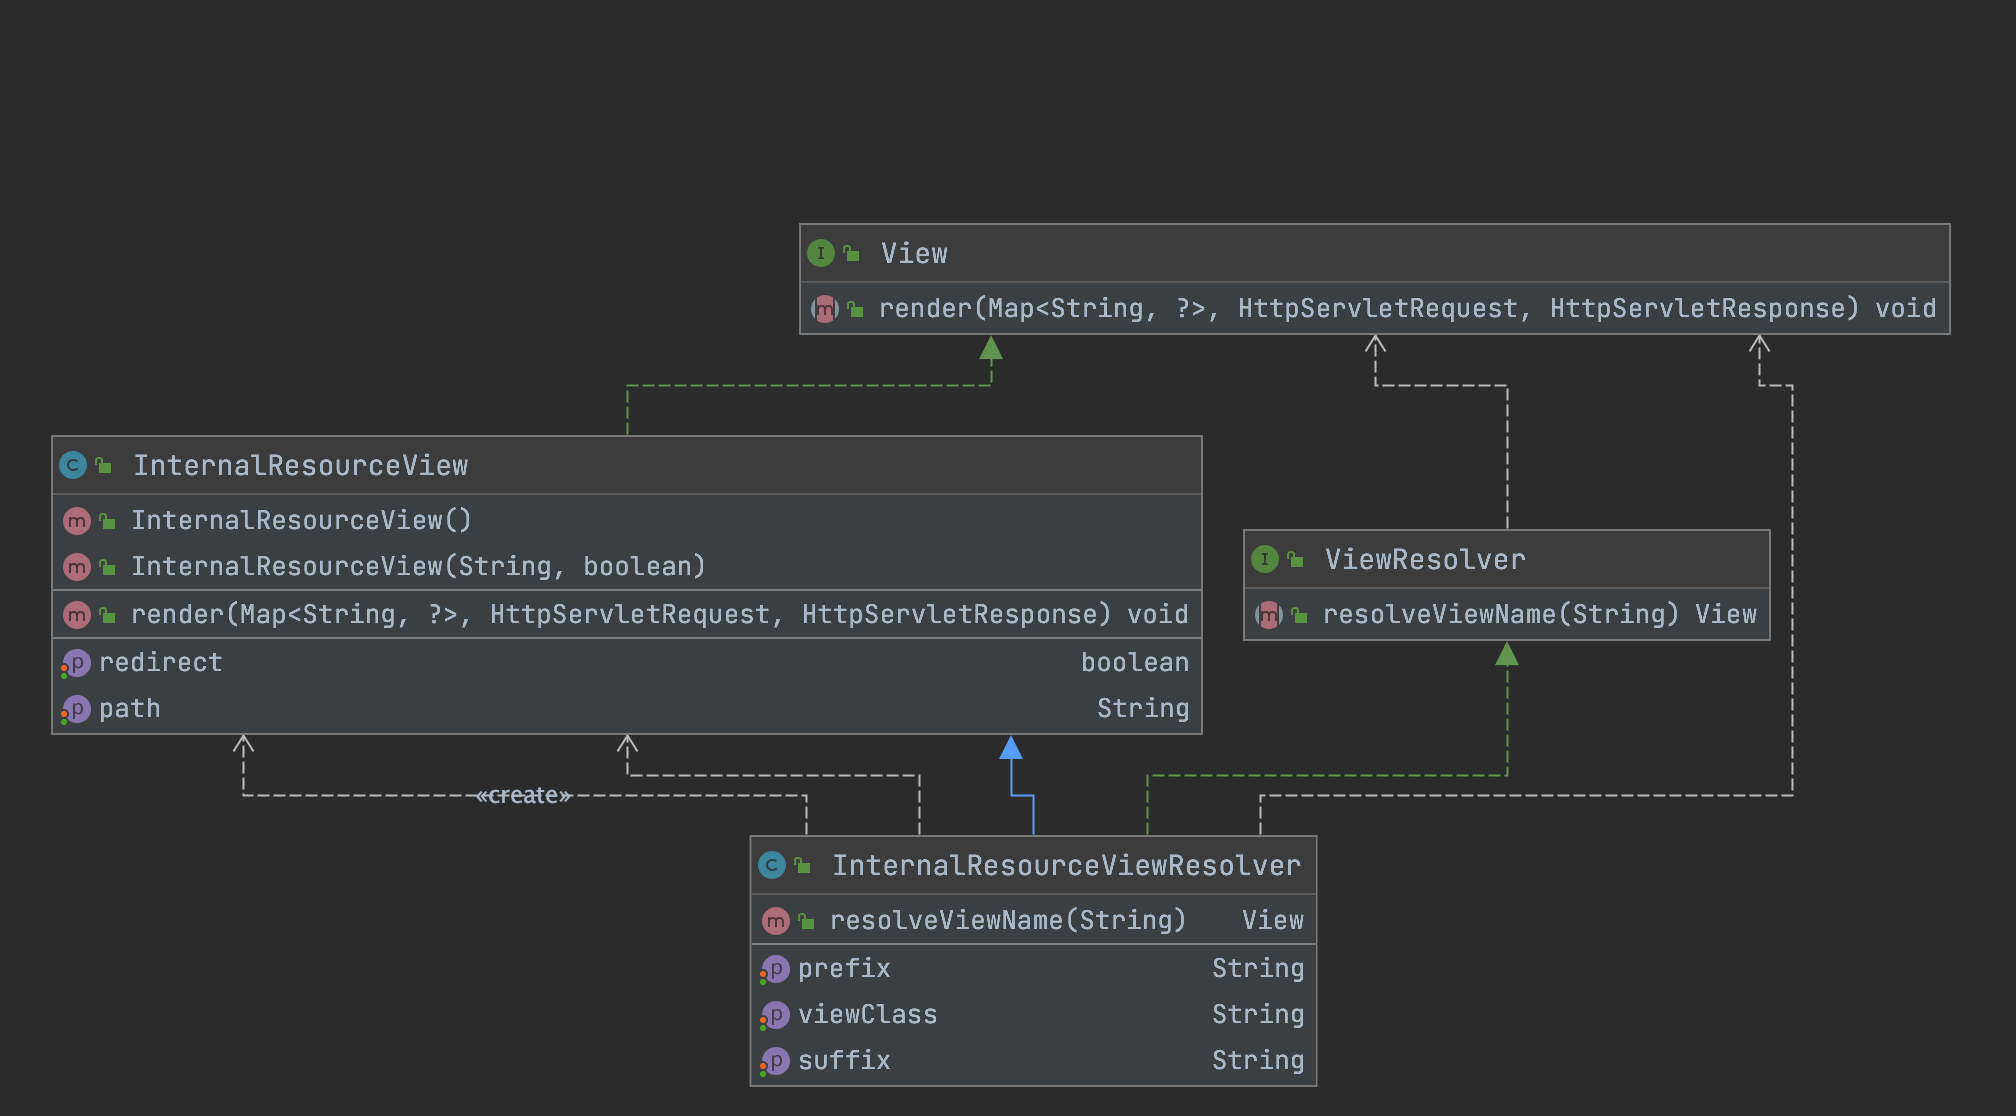 View
render(Map<String, ?>, HttpServletRequest, HttpServletResponse) void
InternalResourceView
InternalResourceView()
InternalResourceView(String, boolean)
render(Map<String, ?>, HttpServletRequest, HttpServletResponse) void
redirect boolean
path String
ViewResolver
resolveViewName(String) View
«create»
InternalResourceViewResolver
resolveViewName(String) View
prefix String
viewClass String
suffix String